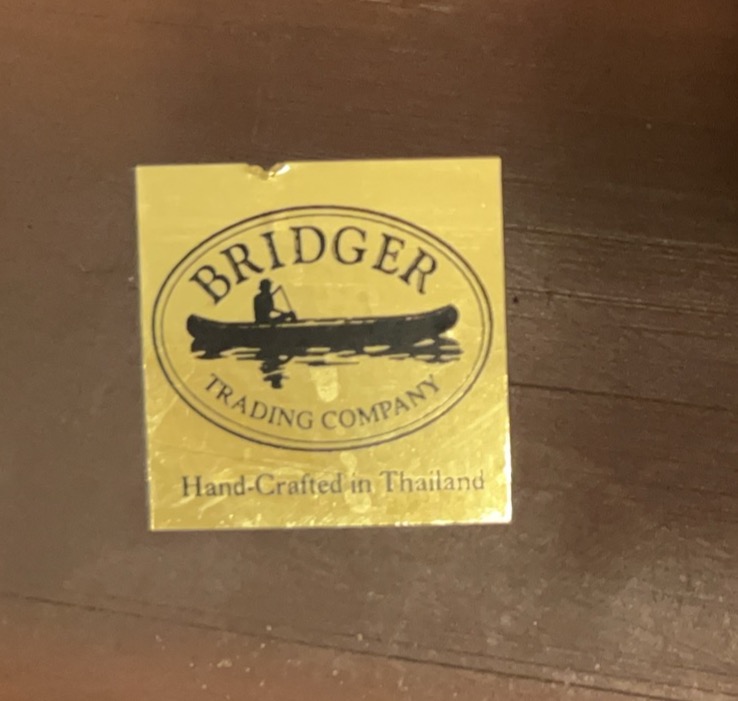 BRIDGER
TRADING COMPANY
Hand-Crafted in Thailand